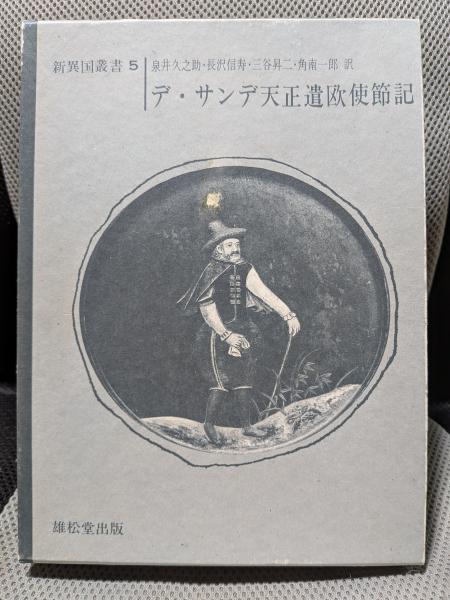 新異国叢書 5
泉井久之助・長沢信寿・三谷昇二・角南一郎 訳
デ・サンデ天正遣欧使節記
雄松堂出版